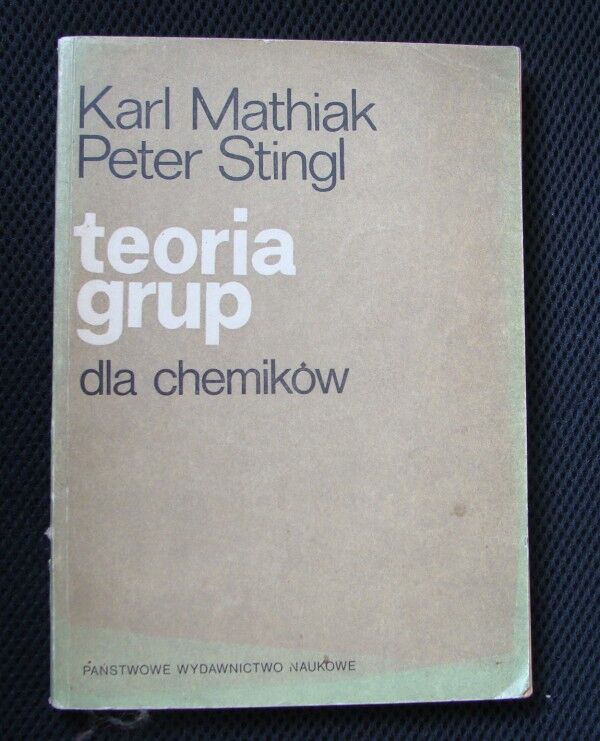 Karl Mathiak
Peter Stingl
teoria
grup
dla chemików
PAŃSTWOWE WYDAWNICTWO NAUKOWE